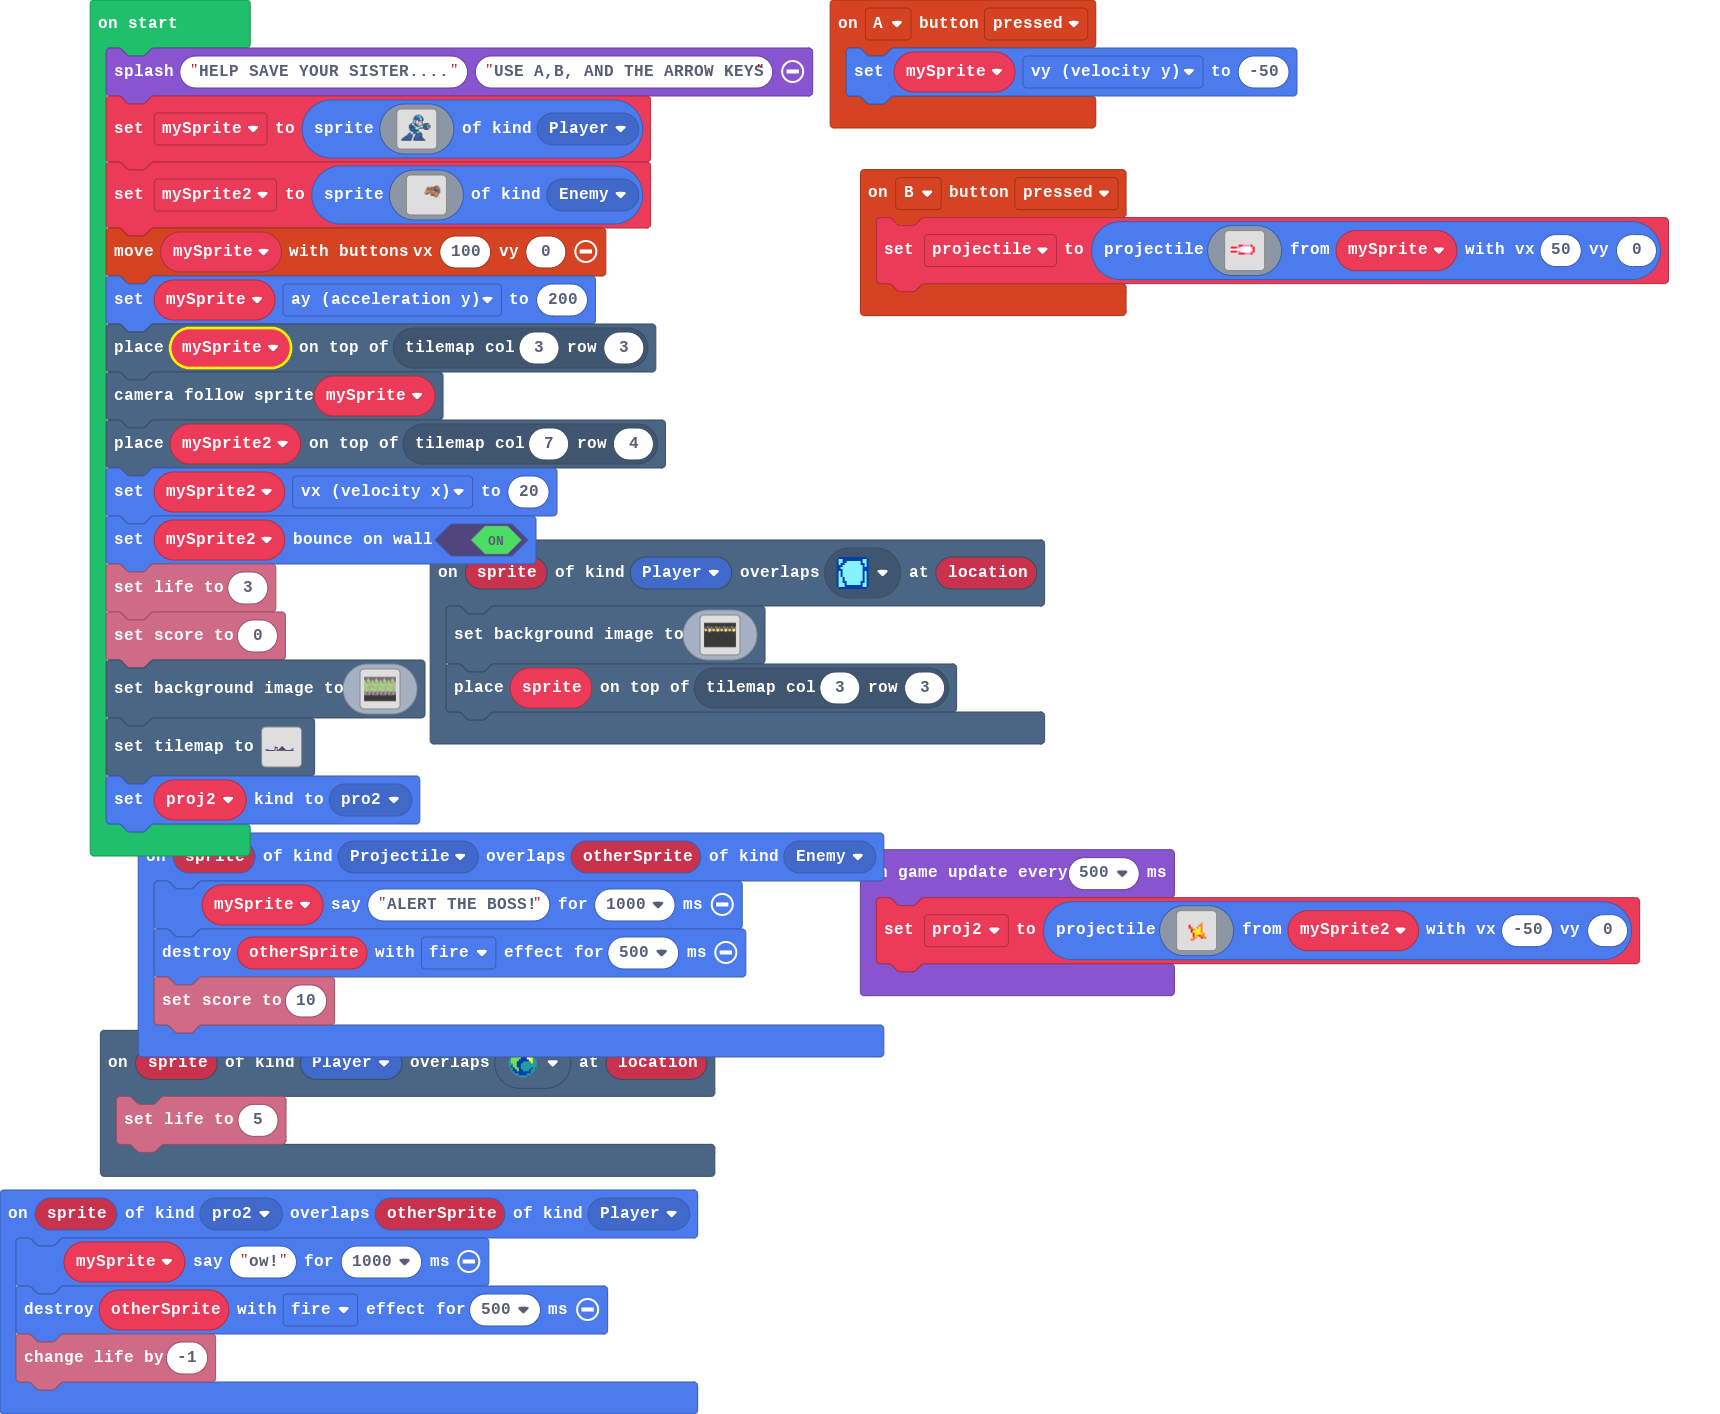 on start
splash "HELP SAVE YOUR SISTER...." "USE A,B, AND THE ARROW KEYS"
set mySprite to sprite of kind Player
set mySprite2 to sprite of kind Enemy
move mySprite with buttons vx 100 vy 0
set mySprite ay (acceleration y) to 200
place mySprite on top of tilemap col 3 row 3
camera follow sprite mySprite
place mySprite2 on top of tilemap col 7 row 4
set mySprite2 vx (velocity x) to 20
set mySprite2 bounce on wall ON
set life to 3
set score to 0
set background image to
set tilemap to
set proj2 kind to pro2
on A button pressed
set mySprite vy (velocity y) to -50
on B button pressed
set projectile to projectile from mySprite with vx 50 vy 0
on sprite of kind Player overlaps at location
set background image to
place sprite on top of tilemap col 3 row 3
on sprite of kind Projectile overlaps otherSprite of kind Enemy
mySprite say "ALERT THE BOSS!" for 1000 ms
destroy otherSprite with fire effect for 500 ms
set score to 10
game update every 500 ms
set proj2 to projectile from mySprite2 with vx -50 vy 0
on sprite of kind Player overlaps at location
set life to 5
on sprite of kind pro2 overlaps otherSprite of kind Player
mySprite say "ow!" for 1000 ms
destroy otherSprite with fire effect for 500 ms
change life by -1